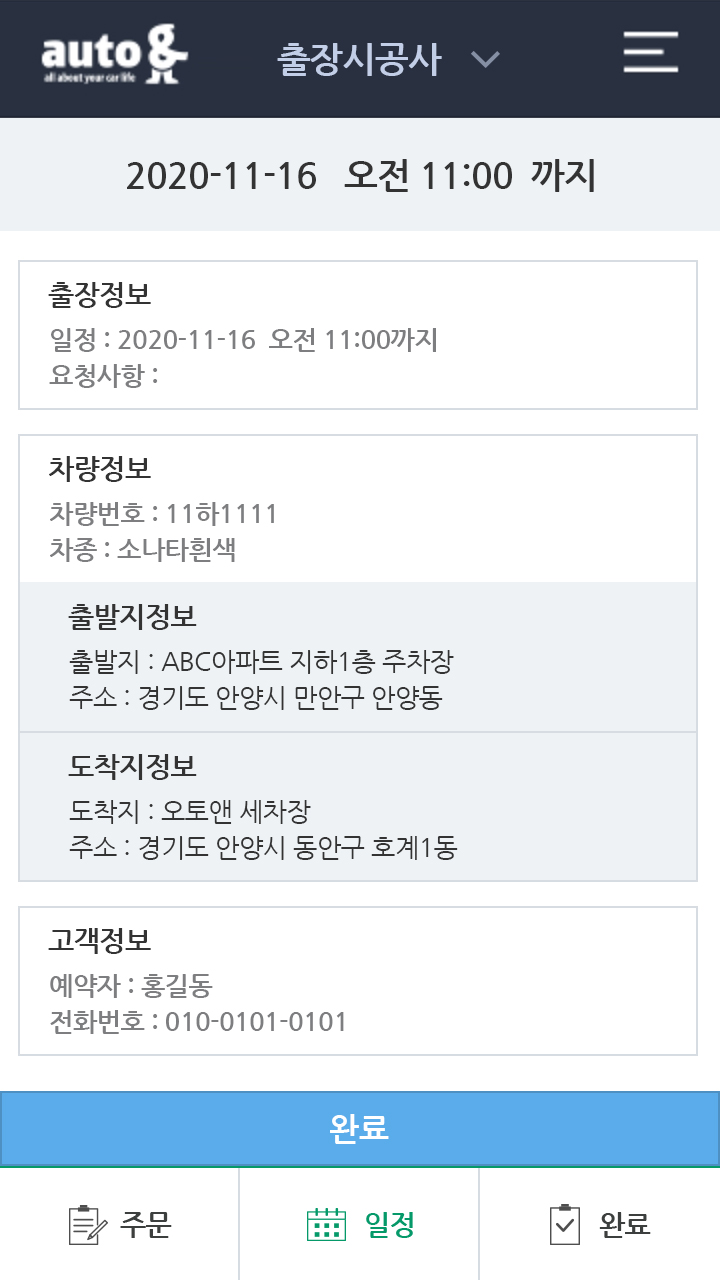 auto &
all about your car life
출장시공사
2020-11-16 오전 11:00 까지
출장정보
일정 : 2020-11-16 오전 11:00까지
요청사항 :
차량정보
차량번호 : 11하1111
차종 : 소나타흰색
출발지정보
출발지 : ABC아파트 지하1층 주차장
주소 : 경기도 안양시 만안구 안양동
도착지정보
도착지 : 오토앤 세차장
주소 : 경기도 안양시 동안구 호계1동
고객정보
예약자 : 홍길동
전화번호 : 010-0101-0101
완료
주문
일정
완료